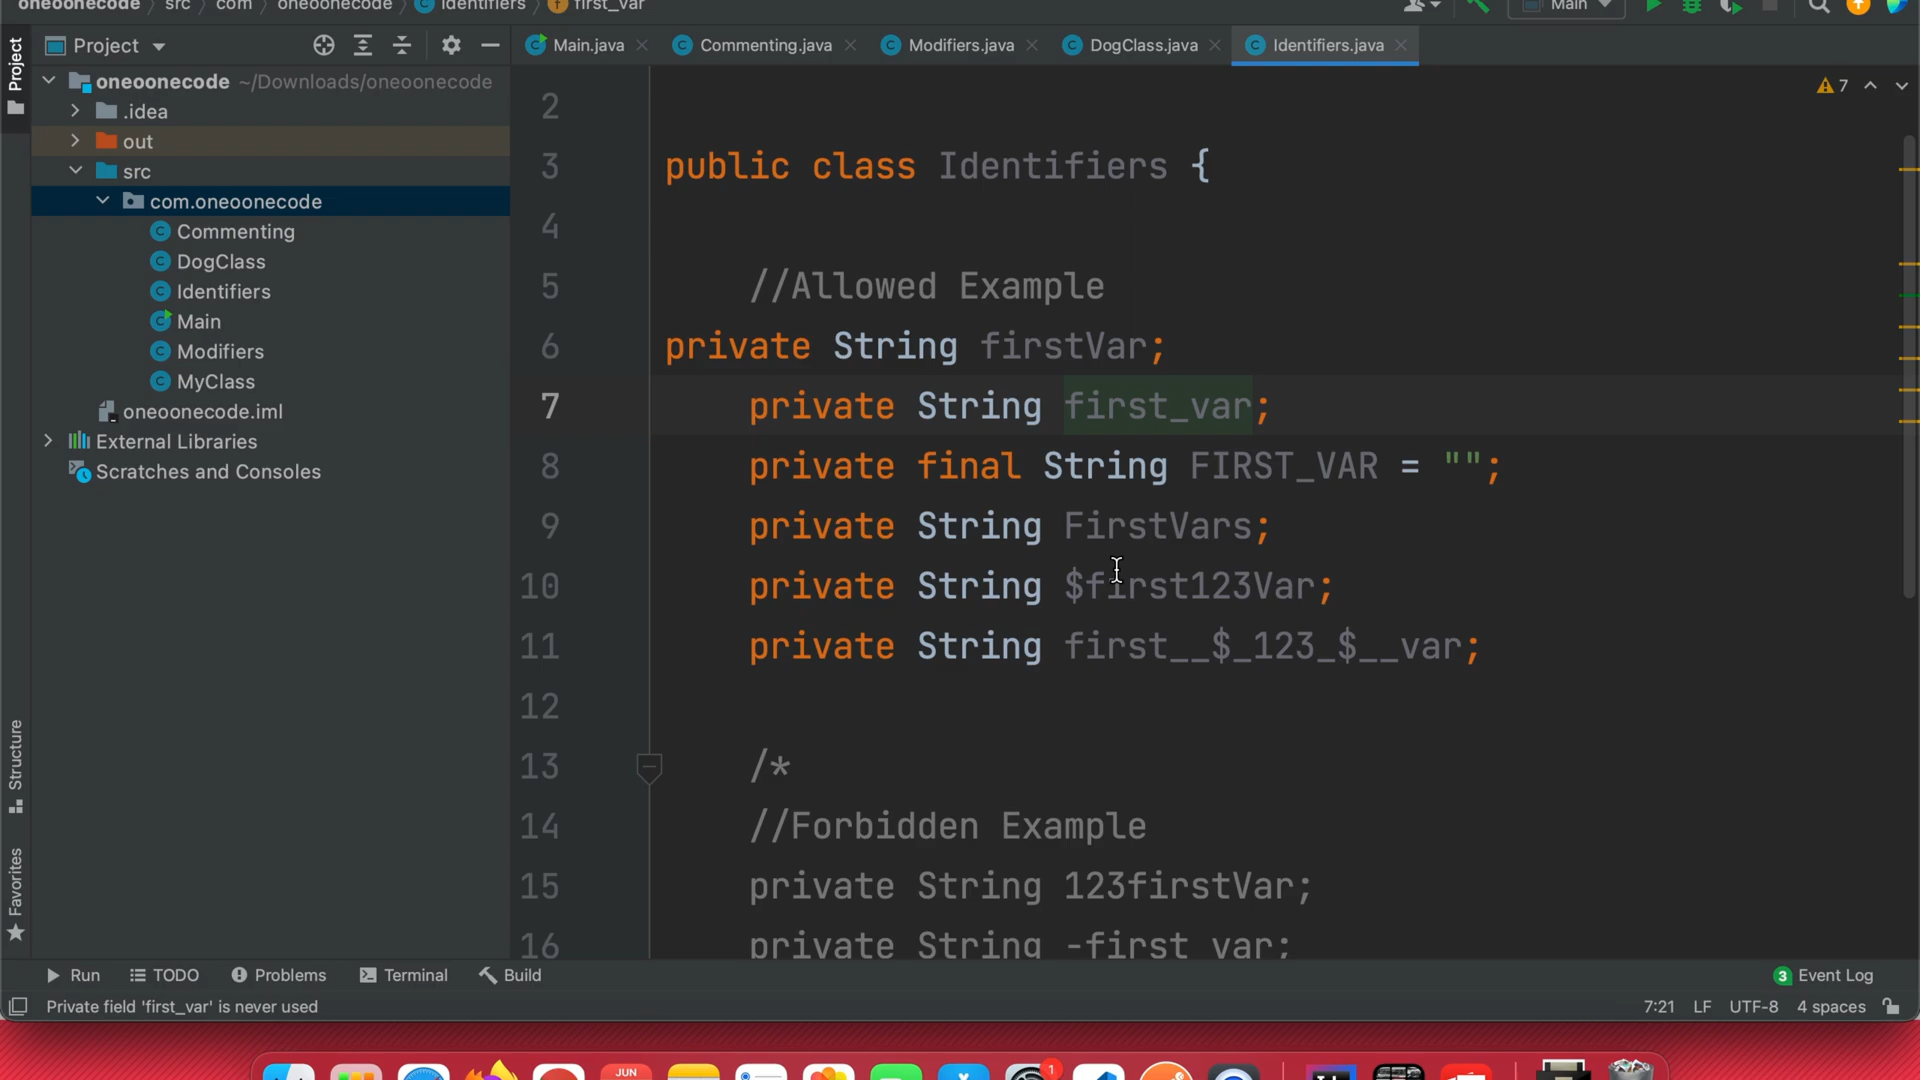 oneoonecode > src > com > oneoonecode > Identifiers > first_var
Main
Project
Project
Main.java
Commenting.java
Modifiers.java
DogClass.java
Identifiers.java
oneoonecode ~/Downloads/oneoonecode
.idea
out
src
com.oneoonecode
Commenting
DogClass
Identifiers
Main
Modifiers
MyClass
oneoonecode.iml
External Libraries
Scratches and Consoles
7
2
3 public class Identifiers {
4
5 //Allowed Example
6 private String firstVar;
7 private String first_var;
8 private final String FIRST_VAR = "";
9 private String FirstVars;
10 private String $first123Var;
11 private String first__$_123_$__var;
12
13 /*
14 //Forbidden Example
15 private String 123firstVar;
16 private String -first var;
Structure
Favorites
Run
TODO
Problems
Terminal
Build
3 Event Log
Private field 'first_var' is never used
7:21 LF UTF-8 4 spaces
JUN
1